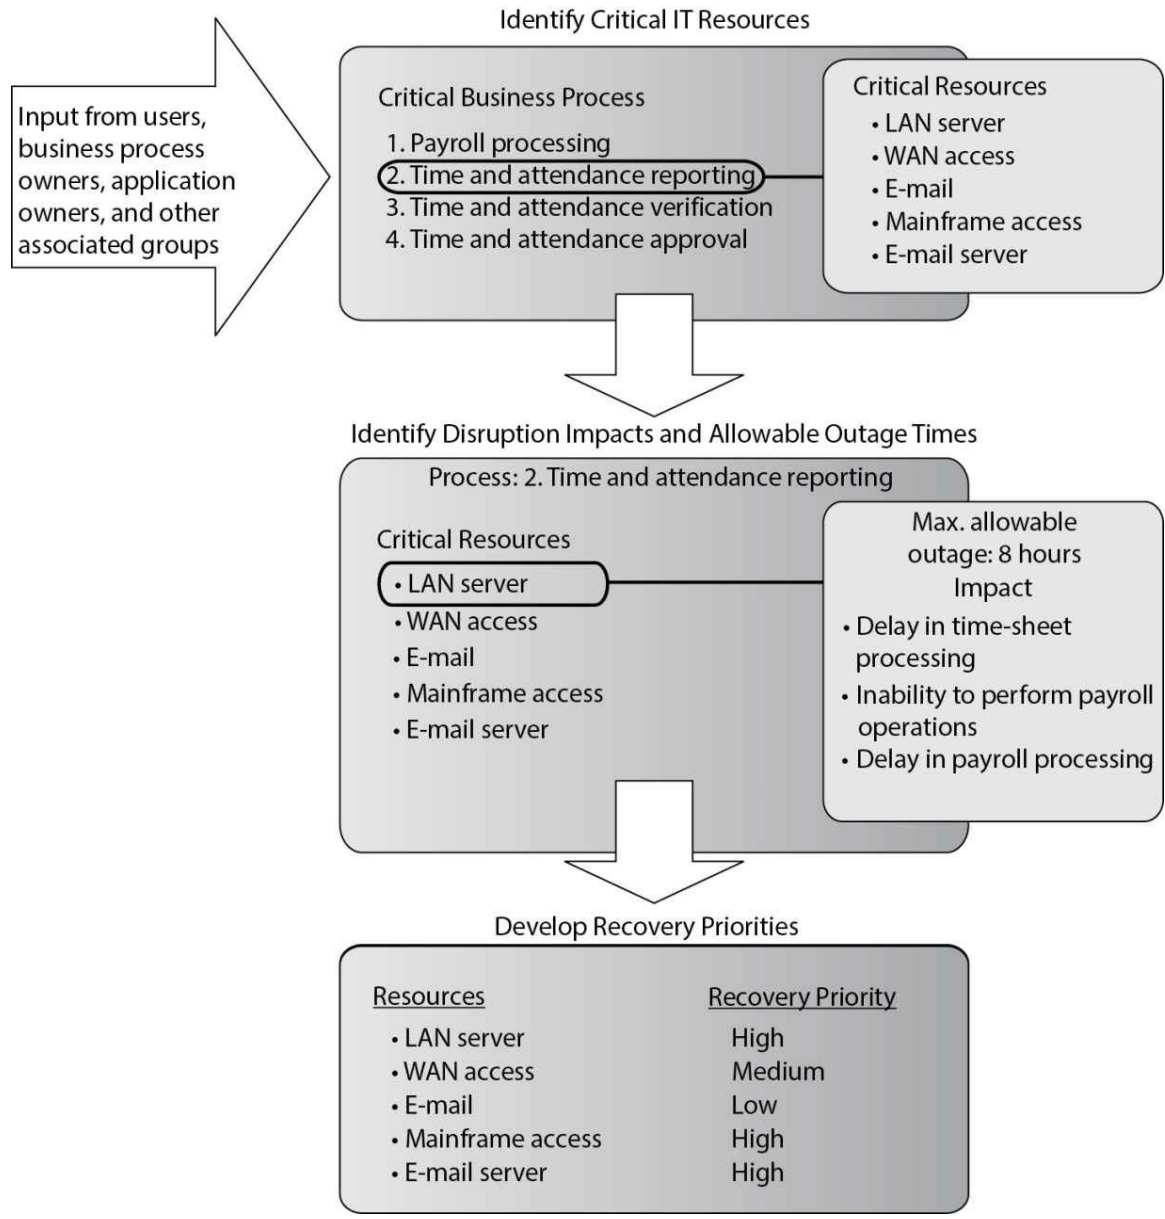 Identify Critical IT Resources
Input from users,
business process
owners, application
owners, and other
associated groups
Critical Business Process
1. Payroll processing
2. Time and attendance reporting
3. Time and attendance verification
4. Time and attendance approval
Critical Resources
• LAN server
• WAN access
• E-mail
• Mainframe access
• E-mail server
Identify Disruption Impacts and Allowable Outage Times
Process: 2. Time and attendance reporting
Critical Resources
• LAN server
• WAN access
• E-mail
• Mainframe access
• E-mail server
Max. allowable
outage: 8 hours
Impact
• Delay in time-sheet
processing
• Inability to perform payroll
operations
• Delay in payroll processing
Develop Recovery Priorities
Resources Recovery Priority
• LAN server High
• WAN access Medium
• E-mail Low
• Mainframe access High
• E-mail server High